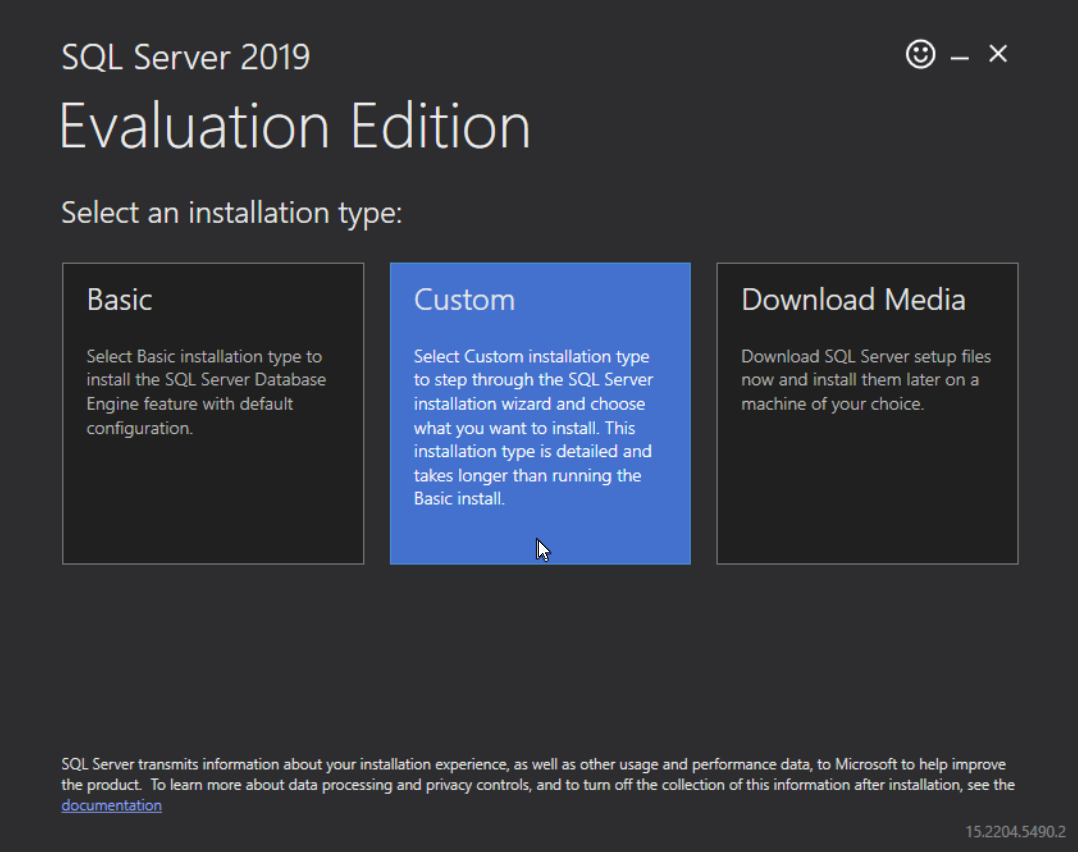 SQL Server 2019
Evaluation Edition
Select an installation type:
Basic
Select Basic installation type to
install the SQL Server Database
Engine feature with default
configuration.
Custom
Select Custom installation type
to step through the SQL Server
installation wizard and choose
what you want to install. This
installation type is detailed and
takes longer than running the
Basic install.
Download Media
Download SQL Server setup files
now and install them later on a
machine of your choice.
SQL Server transmits information about your installation experience, as well as other usage and performance data, to Microsoft to help improve
the product.  To learn more about data processing and privacy controls, and to turn off the collection of this information after installation, see the
documentation
15.2204.5490.2